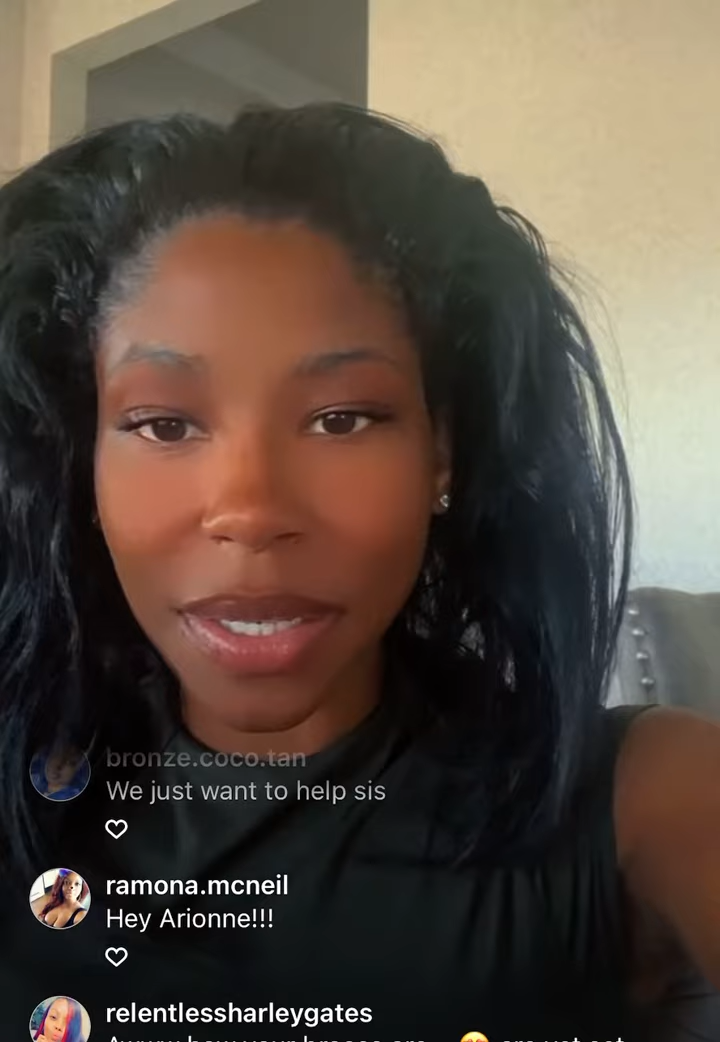 bronze.coco.tan
We just want to help sis
ramona.mcneil
Hey Arionne!!!
relentlessharleygates